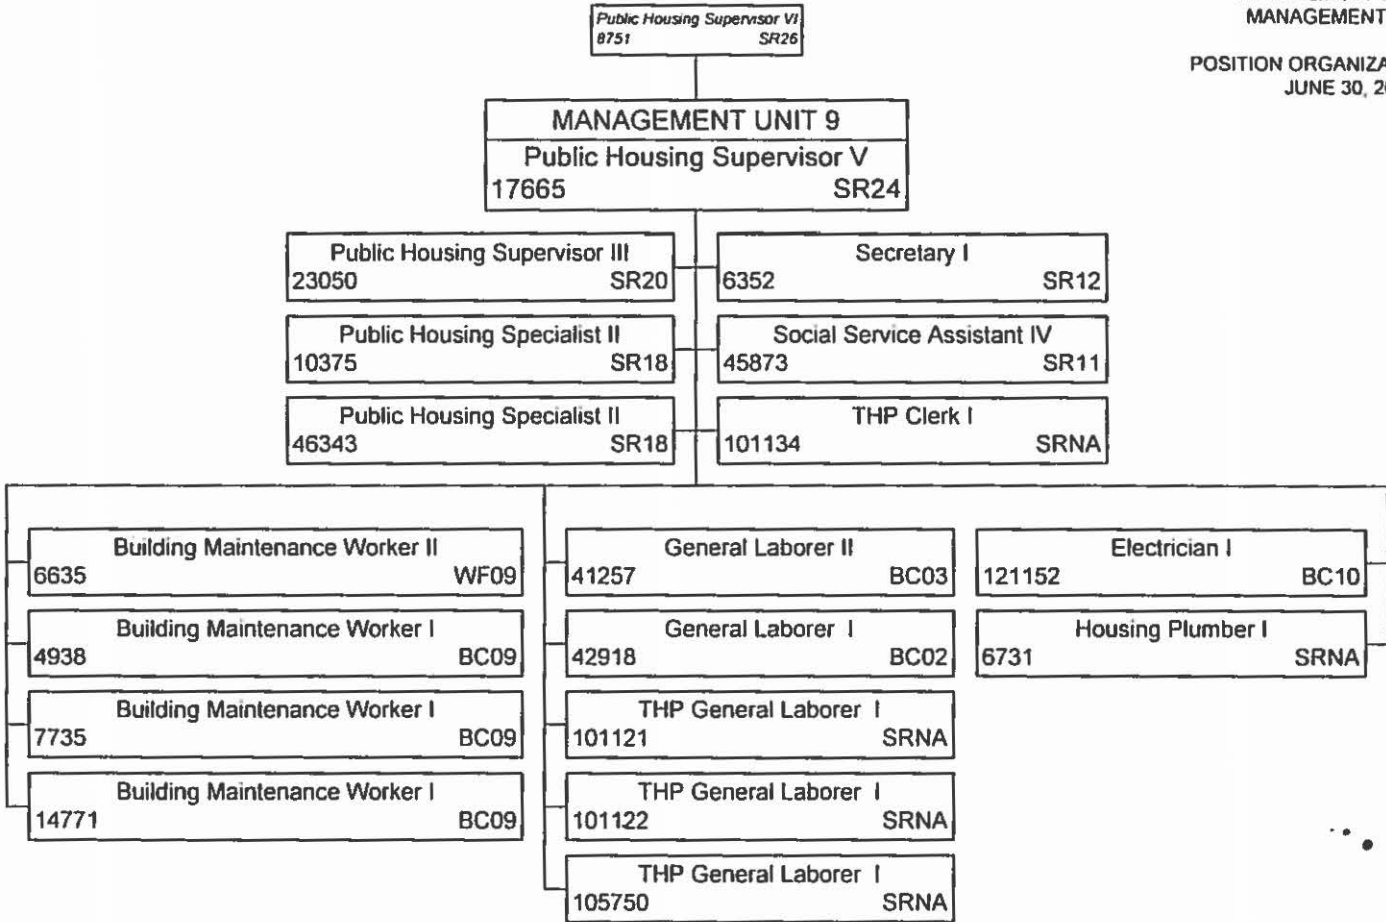 Public Housing Supervisor VI
8751 SR26
MANAGEMENT
POSITION ORGANIZA
JUNE 30, 2
MANAGEMENT UNIT 9
Public Housing Supervisor V
17665 SR24
Public Housing Supervisor III
23050 SR20
Secretary I
6352 SR12
Public Housing Specialist II
10375 SR18
Social Service Assistant IV
45873 SR11
Public Housing Specialist II
46343 SR18
THP Clerk I
101134 SRNA
Building Maintenance Worker II
6635 WF09
Building Maintenance Worker I
4938 BC09
Building Maintenance Worker I
7735 BC09
Building Maintenance Worker I
14771 BC09
General Laborer II
41257 BC03
General Laborer I
42918 BC02
THP General Laborer I
101121 SRNA
THP General Laborer I
101122 SRNA
THP General Laborer I
105750 SRNA
Electrician I
121152 BC10
Housing Plumber I
6731 SRNA